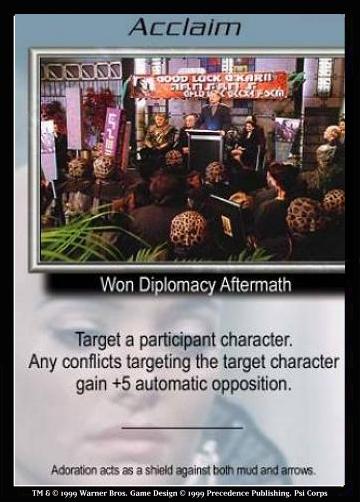 Acclaim
GOOD LUCK G'KAR!!
Won Diplomacy Aftermath
Target a participant character.
Any conflicts targeting the target character
gain +5 automatic opposition.
Adoration acts as a shield against both mud and arrows.
TM & © 1999 Warner Bros. Game Design © 1999 Precedence Publishing. Psi Corps